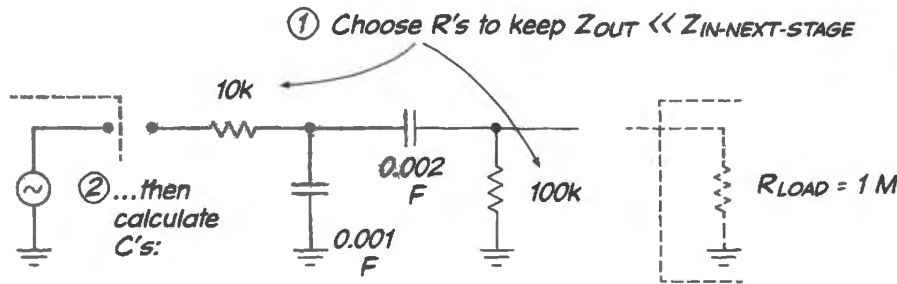 ① Choose R's to keep ZOUT << ZIN-NEXT-STAGE
10k
0.002
F
100k
RLOAD = 1 M
② ...then
calculate
C's:
0.001
F